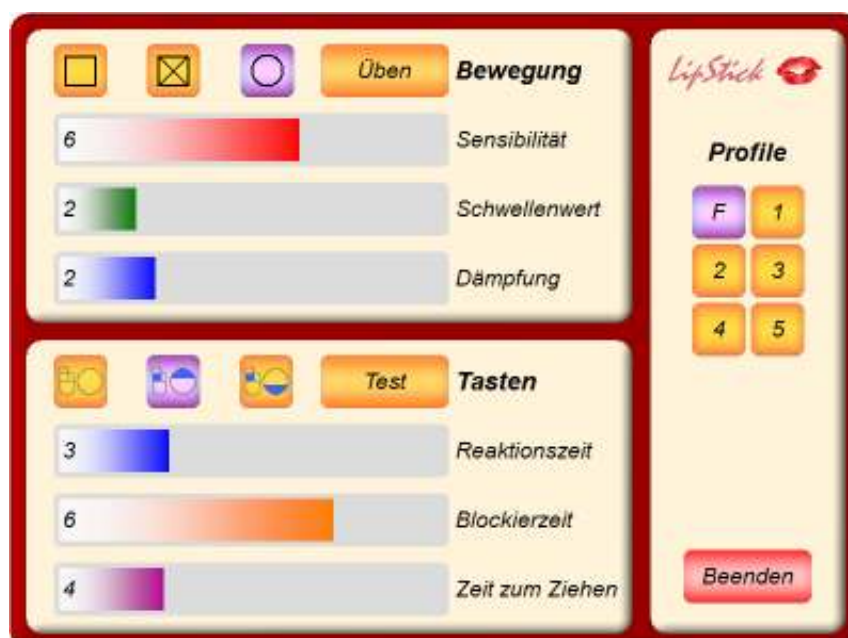 Üben Bewegung
6 Sensibilität
2 Schwellenwert
2 Dämpfung
Test Tasten
3 Reaktionszeit
6 Blockierzeit
4 Zeit zum Ziehen
LipStick
Profile
F 1
2 3
4 5
Beenden